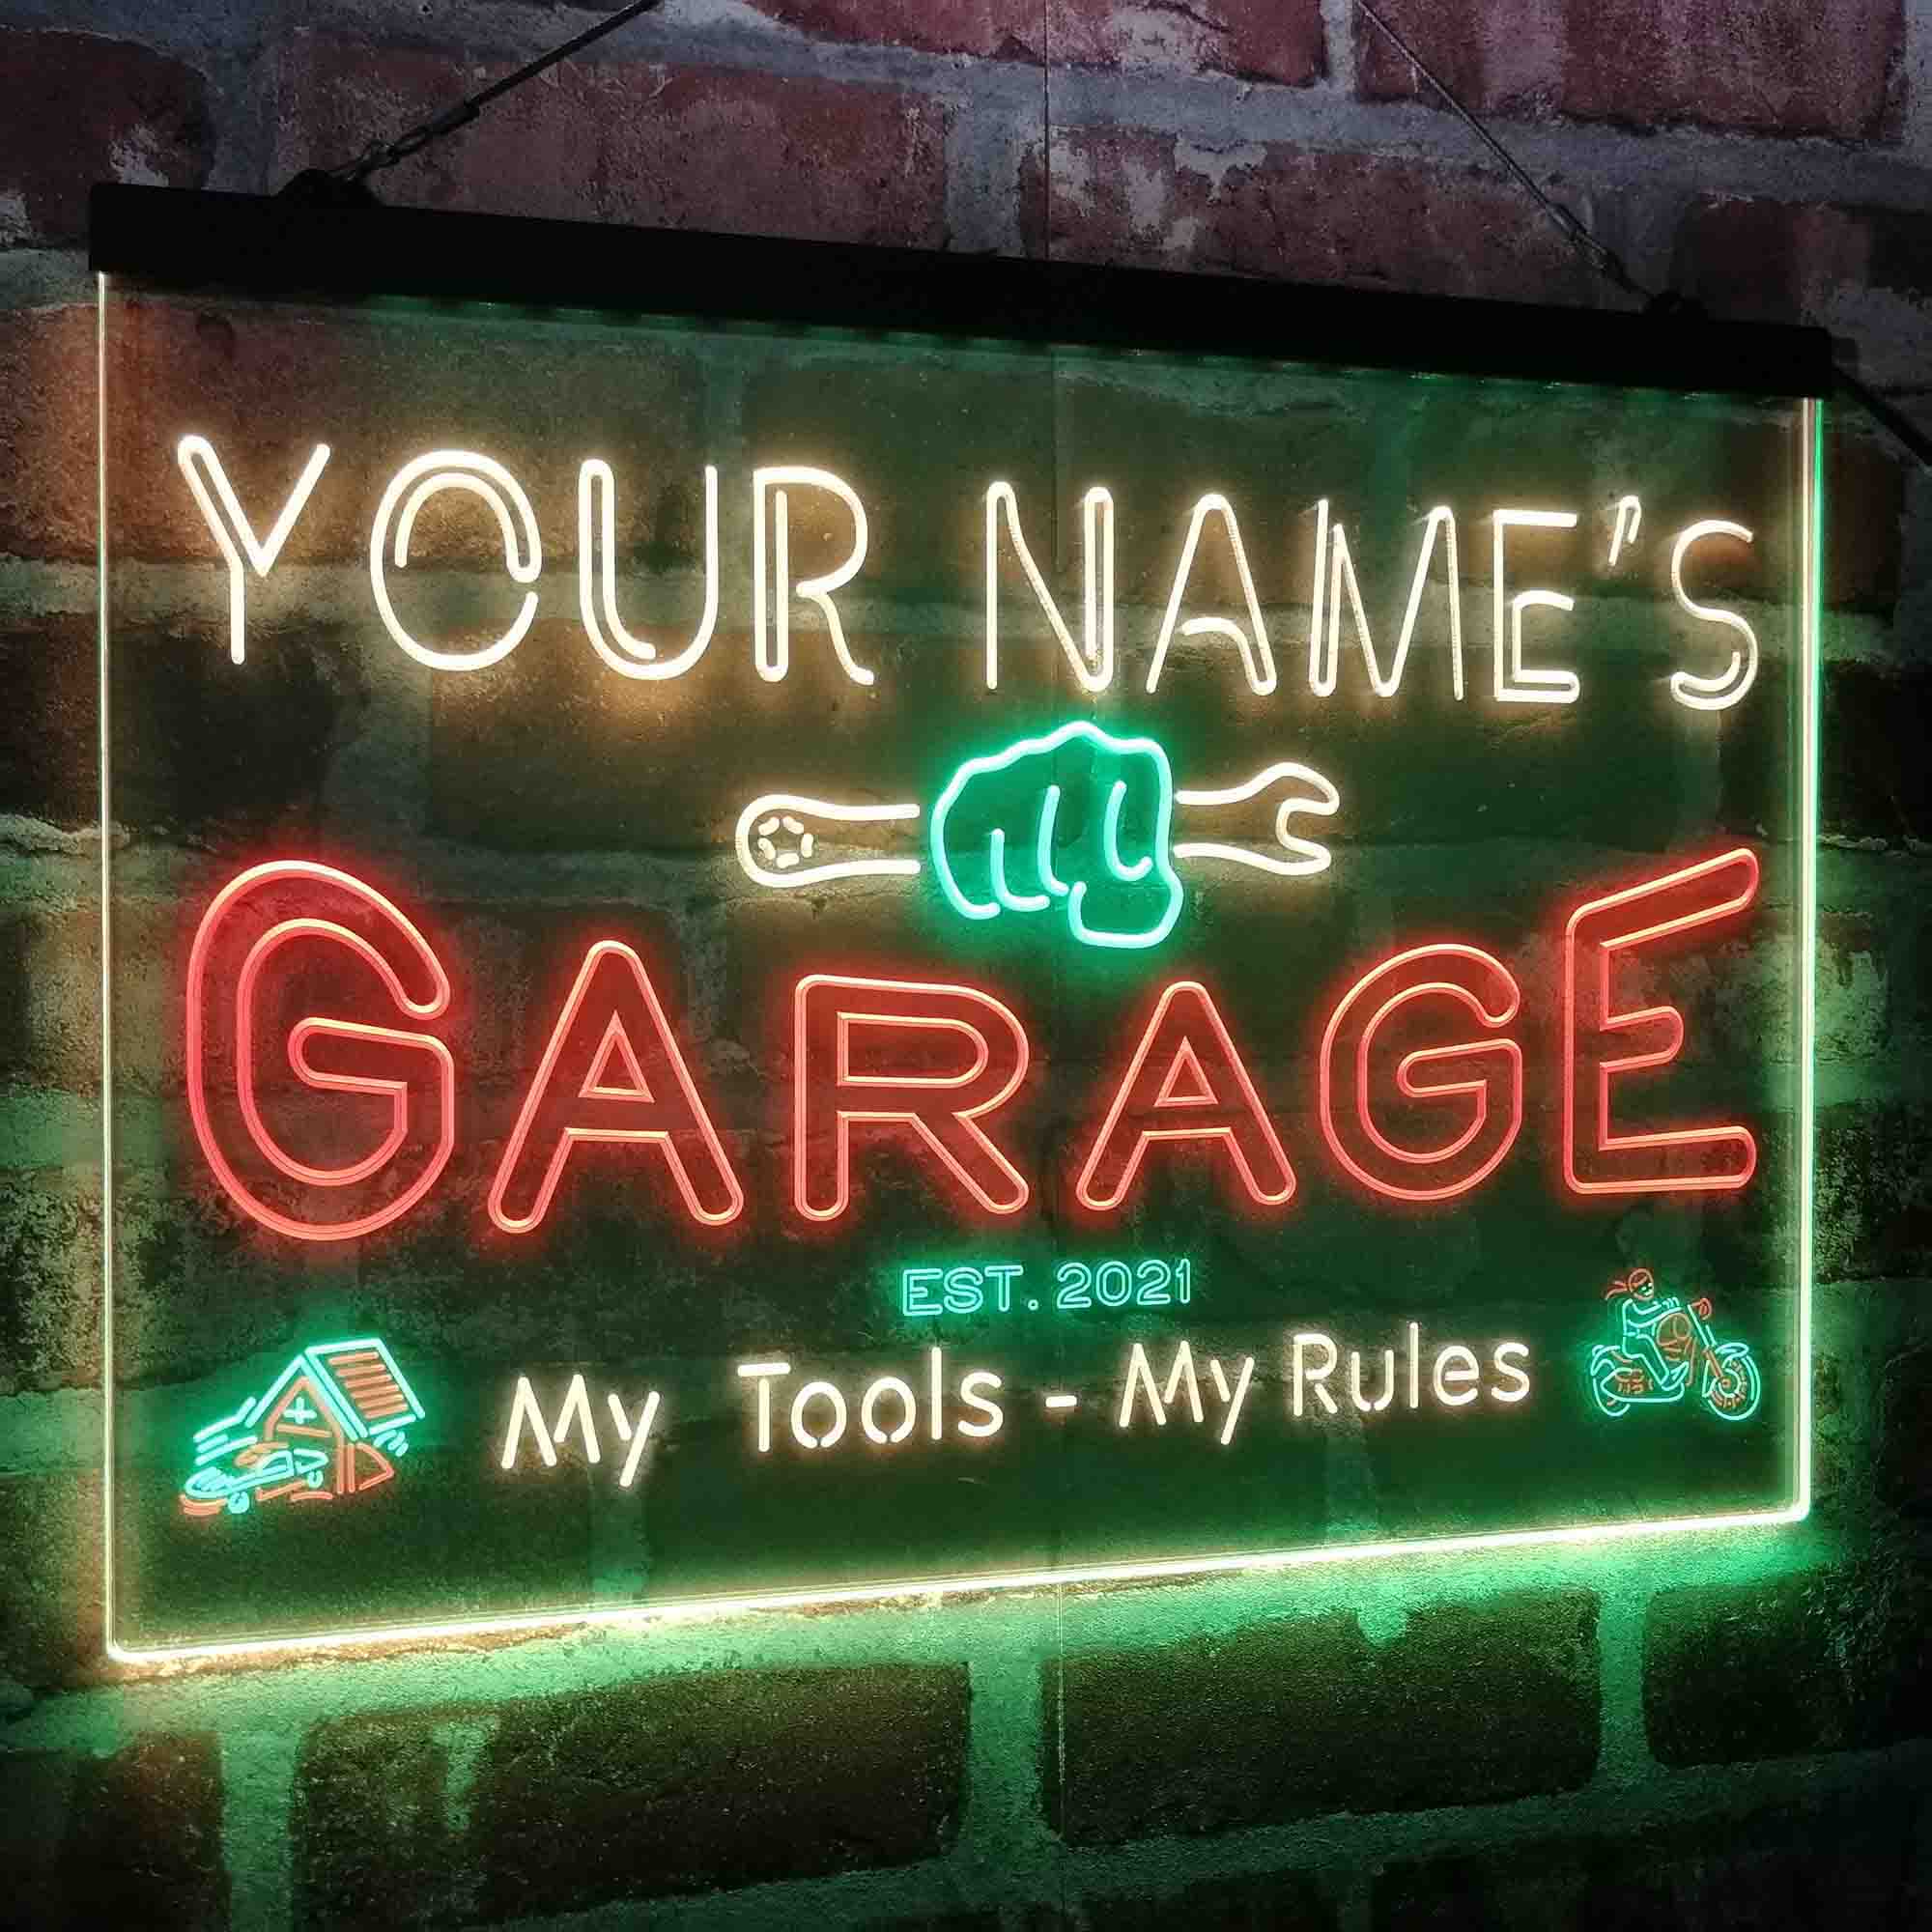 YOUR NAME'S
GARAGE
EST. 2021
My Tools - My Rules